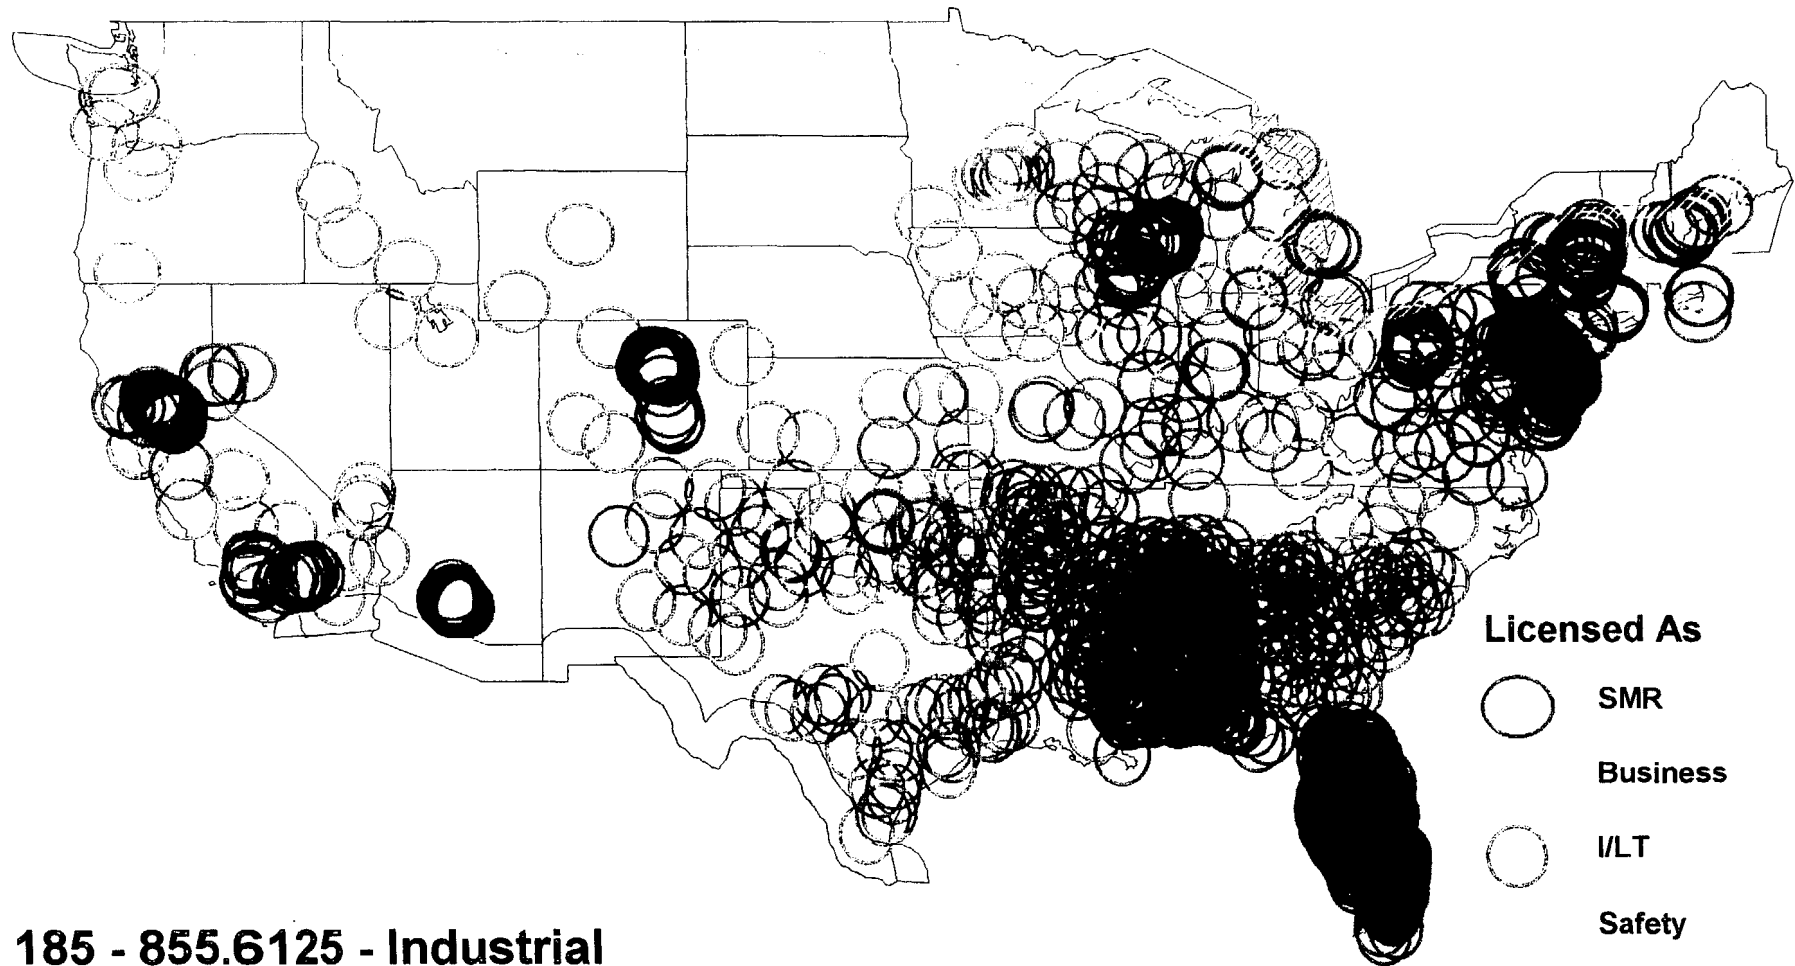 Licensed As
SMR
Business
I/LT
Safety
185 - 855.6125 - Industrial